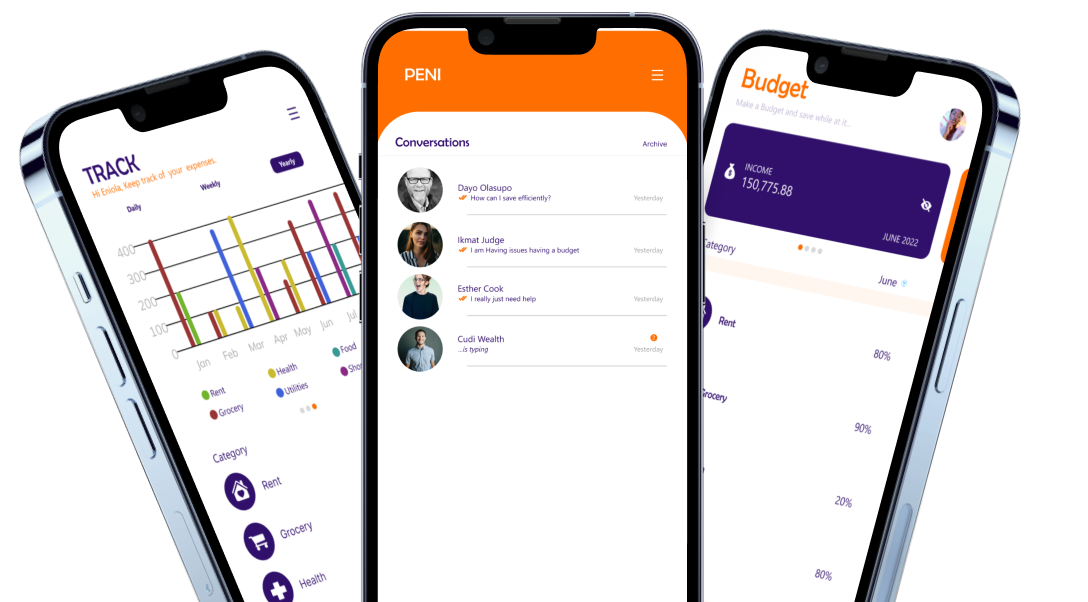 TRACK
Hi Eniola, Keep track of your expenses.
Daily
Weekly
Yearly
400
300
200
100
0
Jan
Feb
Mar
Apr
May
Jun
Jul
Rent
Health
Food
Grocery
Utilities
Category
Rent
Grocery
Health
PENI
Conversations
Archive
Dayo Olasupo
How can I save efficiently?
Yesterday
Ikmat Judge
I am Having issues having a budget
Yesterday
Esther Cook
I really just need help
Yesterday
Cudi Wealth
...is typing
Yesterday
Budget
Make a Budget and save while at it...
INCOME
150,775.88
JUNE 2022
Category
June
Rent
80%
Grocery
90%
20%
80%